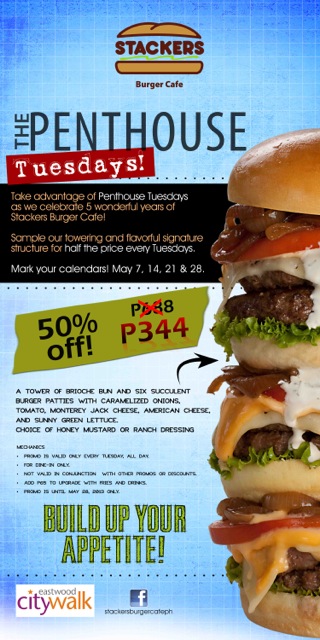 STACKERS
Burger Cafe
THE PENTHOUSE
Tuesdays!
Take advantage of Penthouse Tuesdays
as we celebrate 5 wonderful years of
Stackers Burger Cafe!
Sample our towering and flavorful signature
structure for half the price every Tuesdays.
Mark your calendars! May 7, 14, 21 & 28.
50%
off!
P688
P344
A TOWER OF BRIOCHE BUN AND SIX SUCCULENT
BURGER PATTIES WITH CARAMELIZED ONIONS,
TOMATO, MONTEREY JACK CHEESE, AMERICAN CHEESE,
AND SUNNY GREEN LETTUCE.
CHOICE OF HONEY MUSTARD OR RANCH DRESSING
MECHANICS
• PROMO IS VALID ONLY EVERY TUESDAY, ALL DAY.
• FOR DINE-IN ONLY.
• NOT VALID IN CONJUNCTION WITH OTHER PROMOS OR DISCOUNTS.
• ADD P65 TO UPGRADE WITH FRIES AND DRINKS.
• PROMO IS UNTIL MAY 28, 2013 ONLY.
BUILD UP YOUR
APPETITE!
eastwood
citywalk
f
stackersburgercafeph